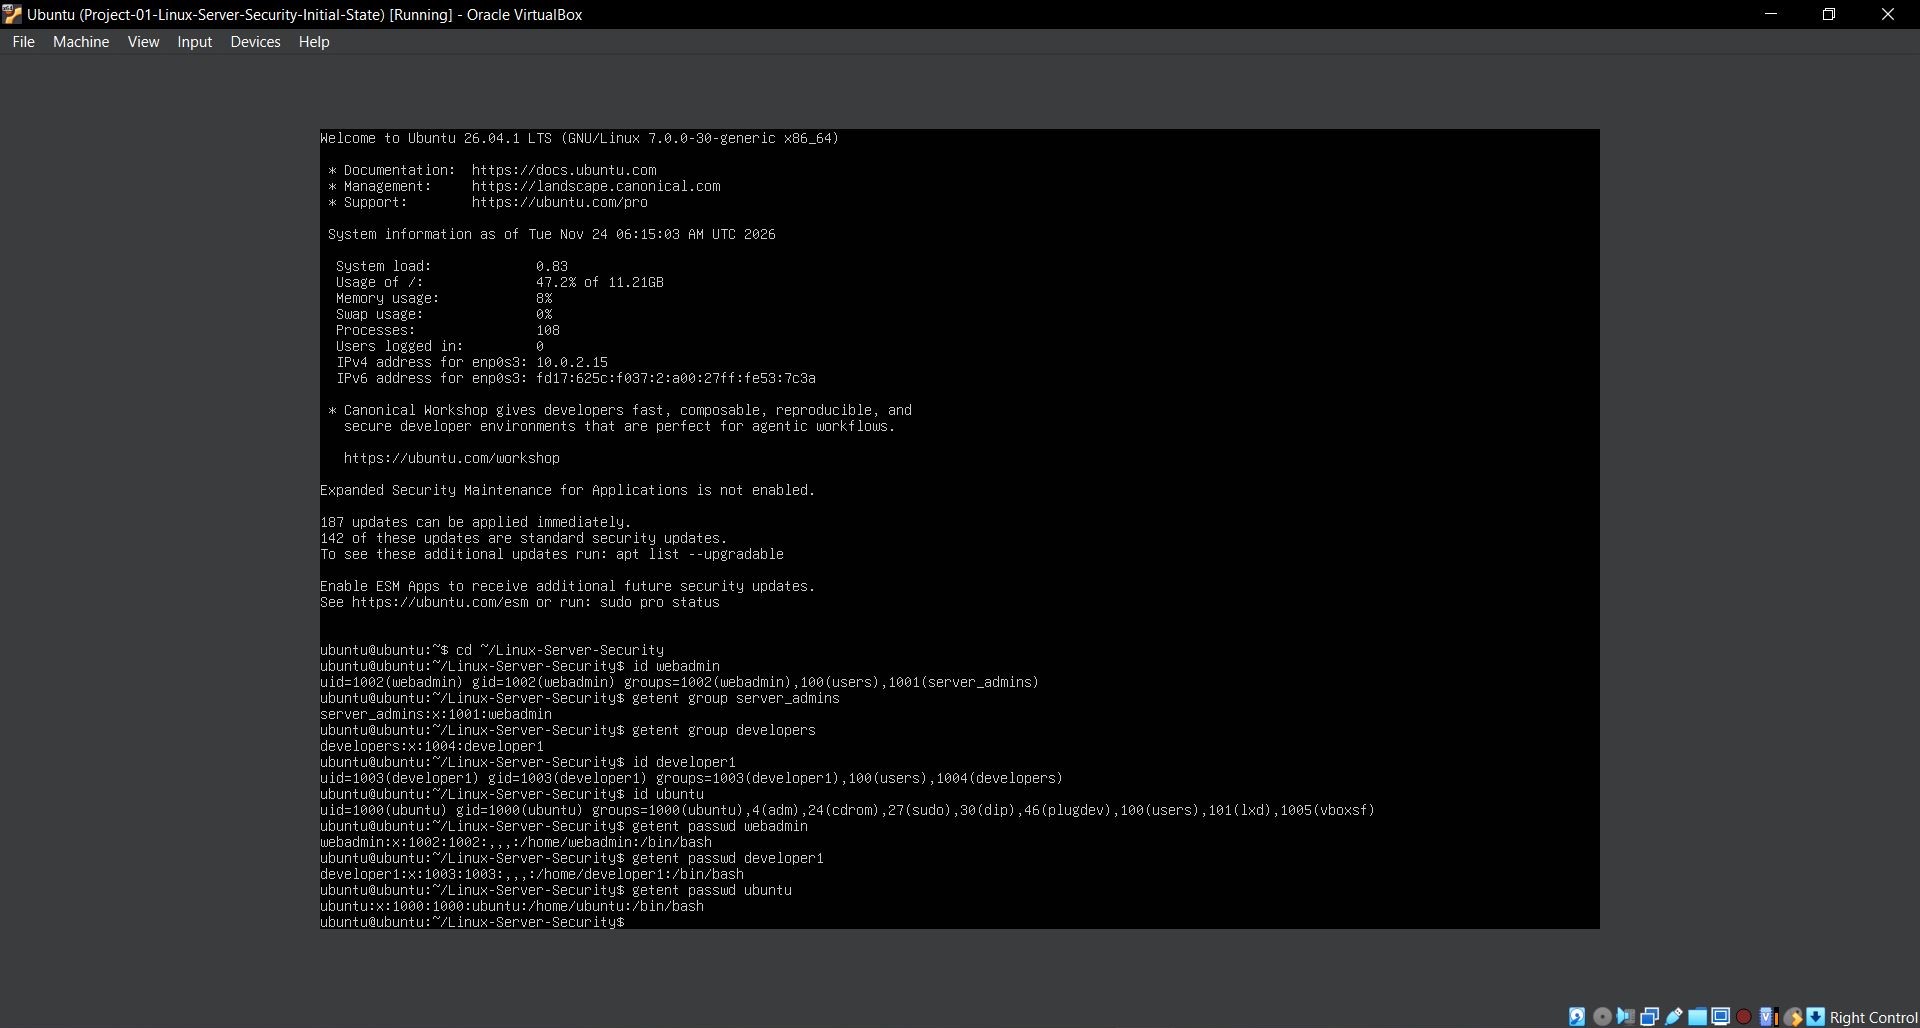 Ubuntu (Project-01-Linux-Server-Security-Initial-State) [Running] - Oracle VirtualBox
File Machine View Input Devices Help
Welcome to Ubuntu 26.04.1 LTS (GNU/Linux 7.0.0-30-generic x86_64)
* Documentation: https://docs.ubuntu.com
* Management: https://landscape.canonical.com
* Support: https://ubuntu.com/pro
System information as of Tue Nov 24 06:15:03 AM UTC 2026
System load: 0.83
Usage of /: 47.2% of 11.21GB
Memory usage: 8%
Swap usage: 0%
Processes: 108
Users logged in: 0
IPv4 address for enp0s3: 10.0.2.15
IPv6 address for enp0s3: fd17:625c:f037:2:a00:27ff:fe53:7c3a
* Canonical Workshop gives developers fast, composable, reproducible, and
secure developer environments that are perfect for agentic workflows.
https://ubuntu.com/workshop
Expanded Security Maintenance for Applications is not enabled.
187 updates can be applied immediately.
142 of these updates are standard security updates.
To see these additional updates run: apt list --upgradable
Enable ESM Apps to receive additional future security updates.
See https://ubuntu.com/esm or run: sudo pro status
ubuntu@ubuntu:~$ cd ~/Linux-Server-Security
ubuntu@ubuntu:~/Linux-Server-Security$ id webadmin
uid=1002(webadmin) gid=1002(webadmin) groups=1002(webadmin),100(users),1001(server_admins)
ubuntu@ubuntu:~/Linux-Server-Security$ getent group server_admins
server_admins:x:1001:webadmin
ubuntu@ubuntu:~/Linux-Server-Security$ getent group developers
developers:x:1004:developer1
ubuntu@ubuntu:~/Linux-Server-Security$ id developer1
uid=1003(developer1) gid=1003(developer1) groups=1003(developer1),100(users),1004(developers)
ubuntu@ubuntu:~/Linux-Server-Security$ id ubuntu
uid=1000(ubuntu) gid=1000(ubuntu) groups=1000(ubuntu),4(adm),24(cdrom),27(sudo),30(dip),46(plugdev),100(users),101(lxd),1005(vboxsf)
ubuntu@ubuntu:~/Linux-Server-Security$ getent passwd webadmin
webadmin:x:1002:1002:,,,:/home/webadmin:/bin/bash
ubuntu@ubuntu:~/Linux-Server-Security$ getent passwd developer1
developer1:x:1003:1003:,,,:/home/developer1:/bin/bash
ubuntu@ubuntu:~/Linux-Server-Security$ getent passwd ubuntu
ubuntu:x:1000:1000:ubuntu:/home/ubuntu:/bin/bash
ubuntu@ubuntu:~/Linux-Server-Security$
Right Control